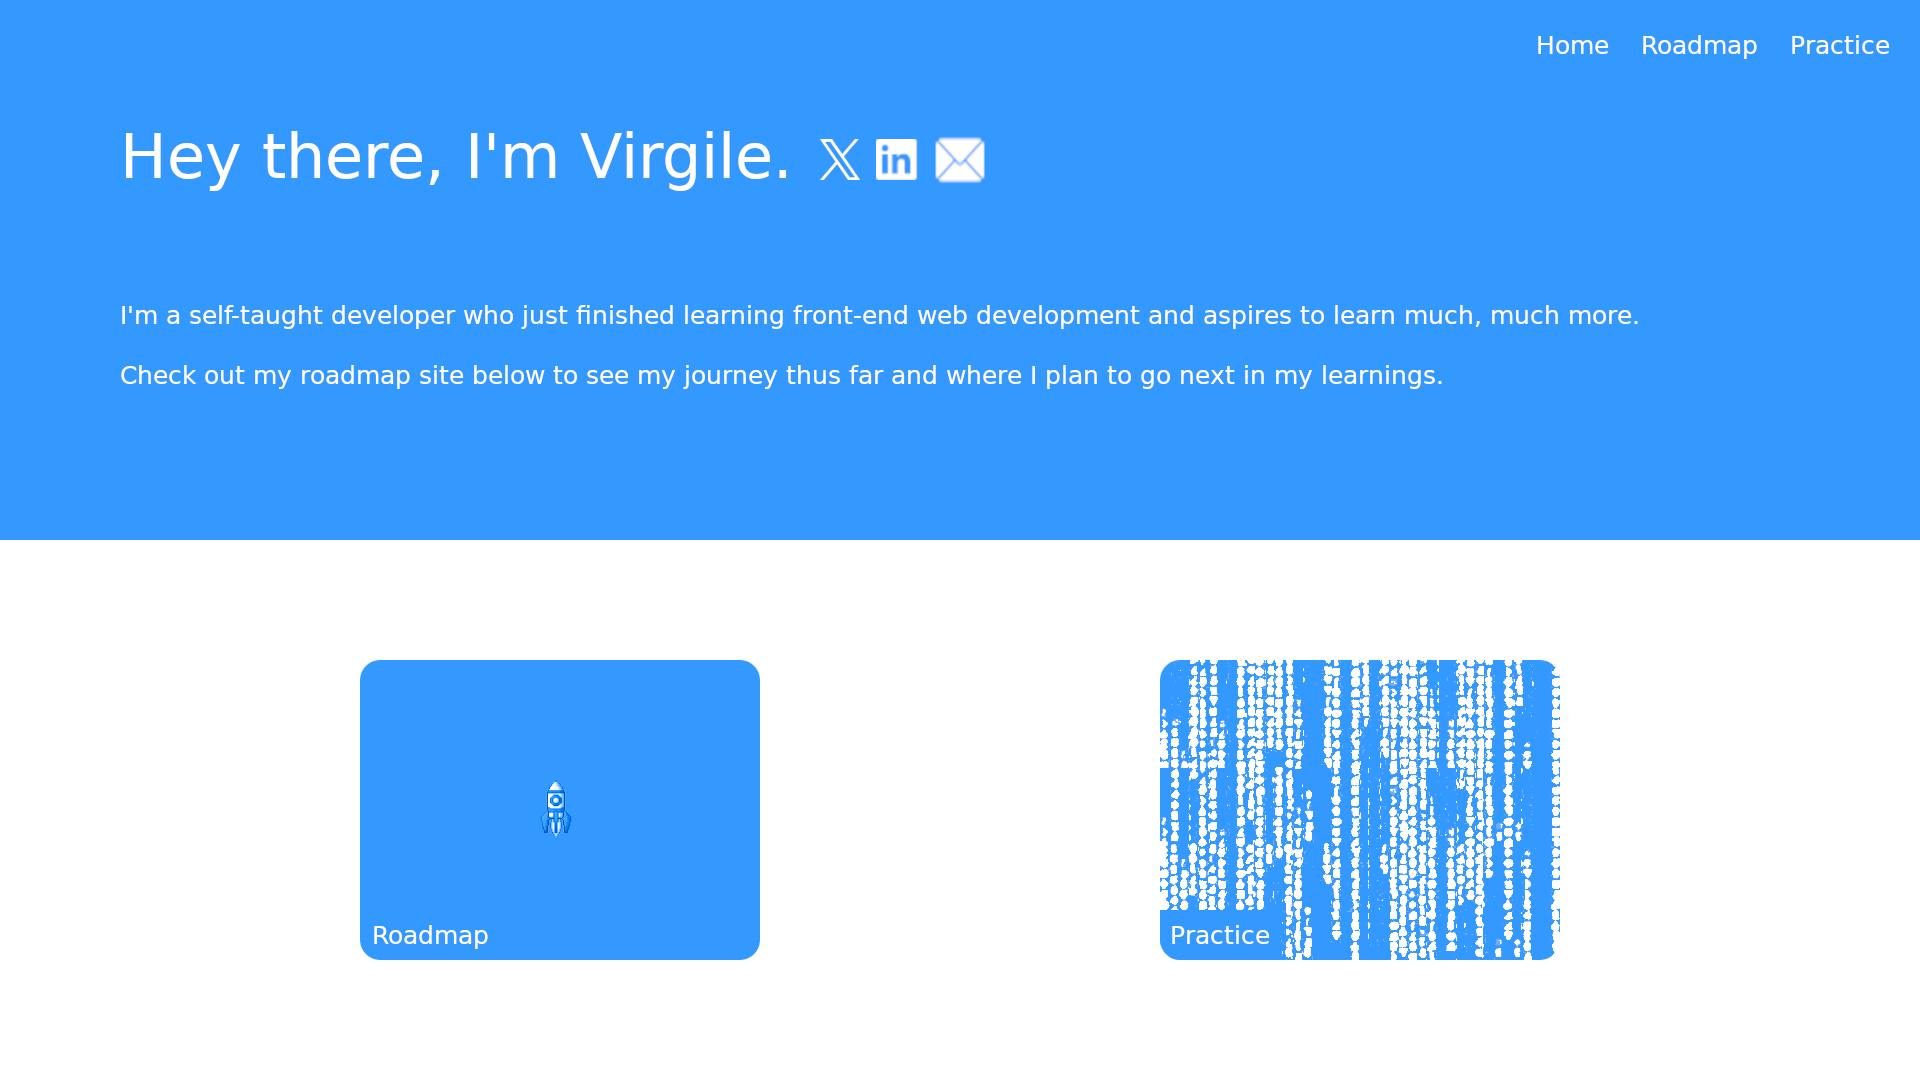 Home Roadmap Practice
Hey there, I'm Virgile.
I'm a self-taught developer who just finished learning front-end web development and aspires to learn much, much more.
Check out my roadmap site below to see my journey thus far and where I plan to go next in my learnings.
Roadmap
Practice